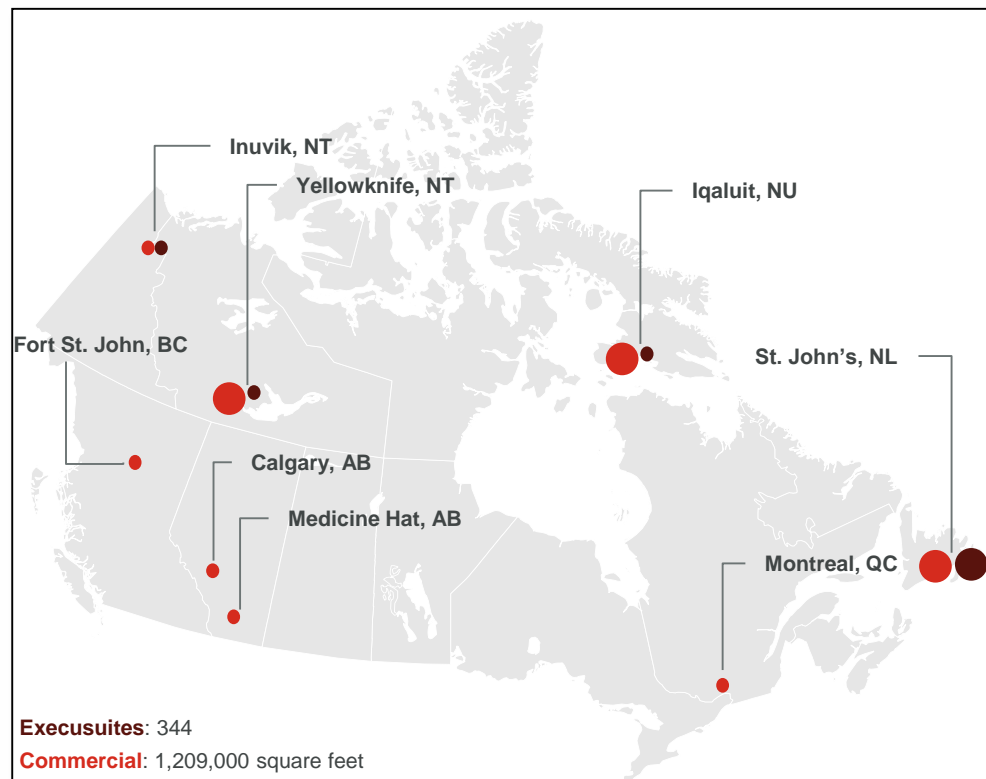 Inuvik, NT
Yellowknife, NT
Iqaluit, NU
Fort St. John, BC
St. John’s, NL
Calgary, AB
Medicine Hat, AB
Montreal, QC
Execusuites: 344
Commercial: 1,209,000 square feet